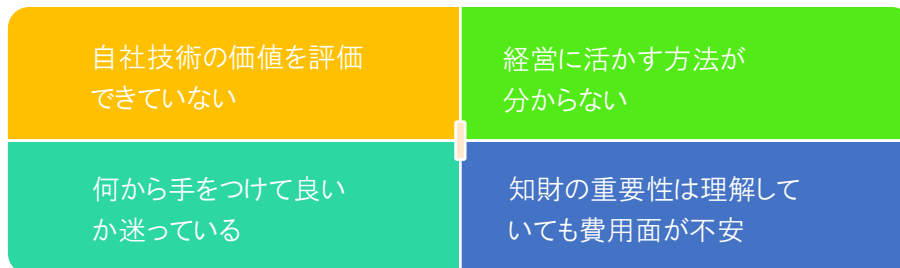 自社技術の価値を評価
できていない
経営に活かす方法が
分からない
何から手をつけて良い
か迷っている
知財の重要性は理解して
いても費用面が不安